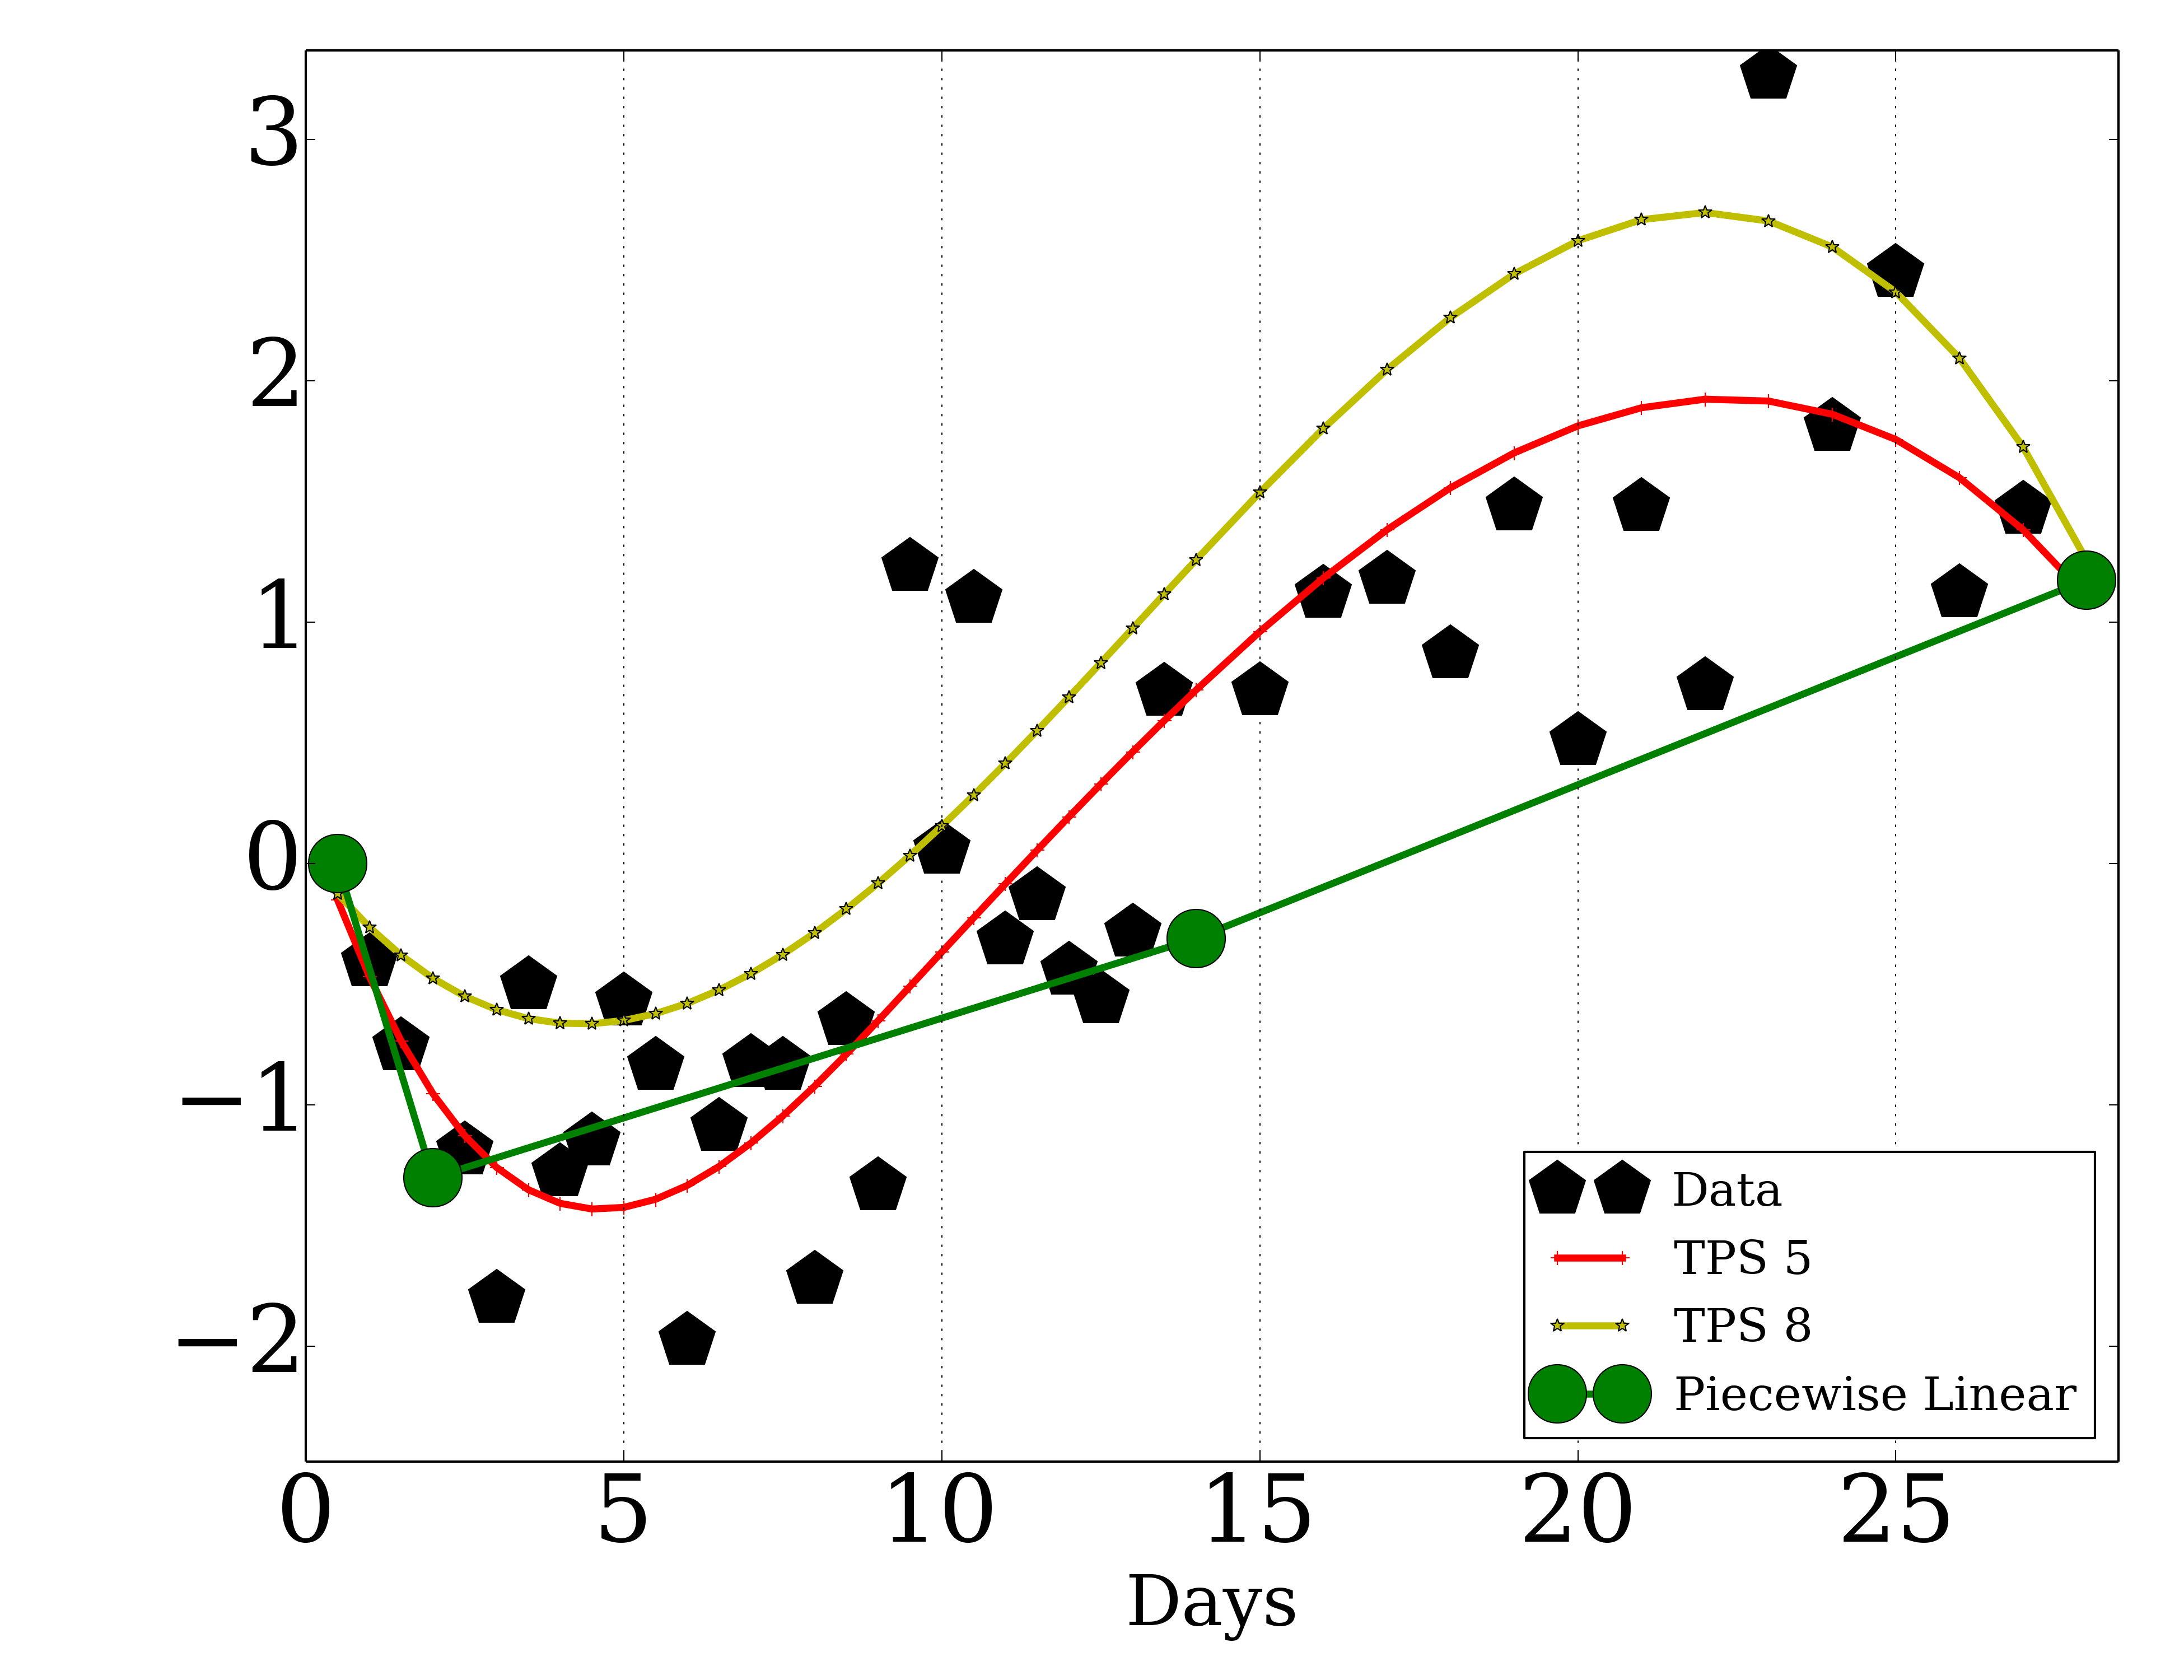 3
2
1
0
−1
−2
0 5 10 15 20 25
Days
Data
TPS 5
TPS 8
Piecewise Linear